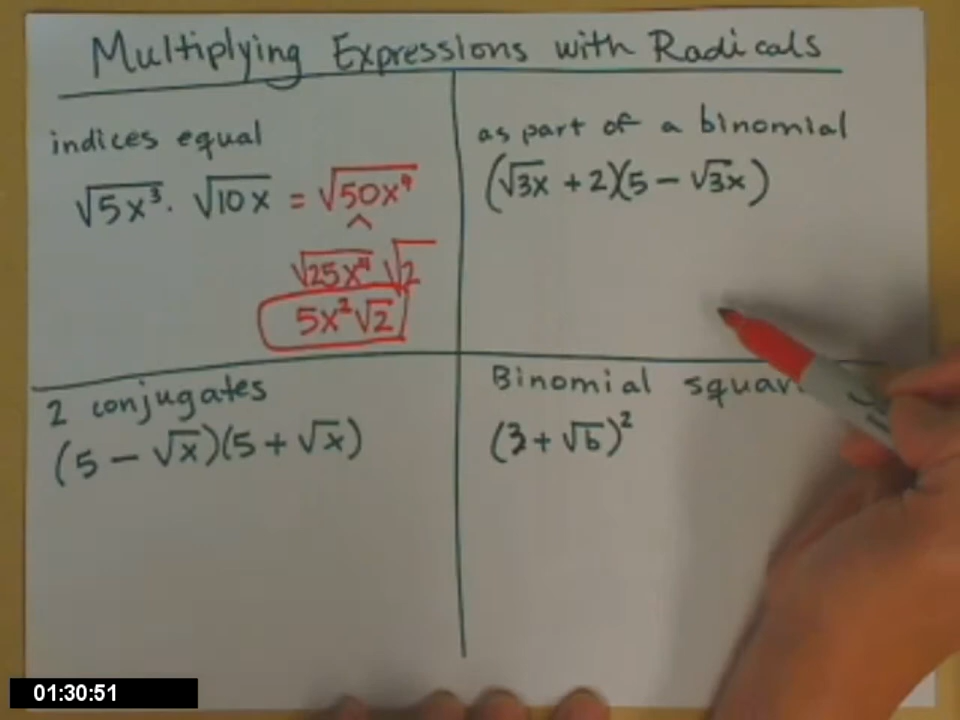 Multiplying Expressions with Radicals
indices equal
√5x³ · √10x = √50x⁴
√25x⁴ √2
5x²√2
as part of a binomial
(√3x + 2)(5 − √3x)
2 conjugates
(5 − √x)(5 + √x)
Binomial
(3 + √6)²
01:30:51